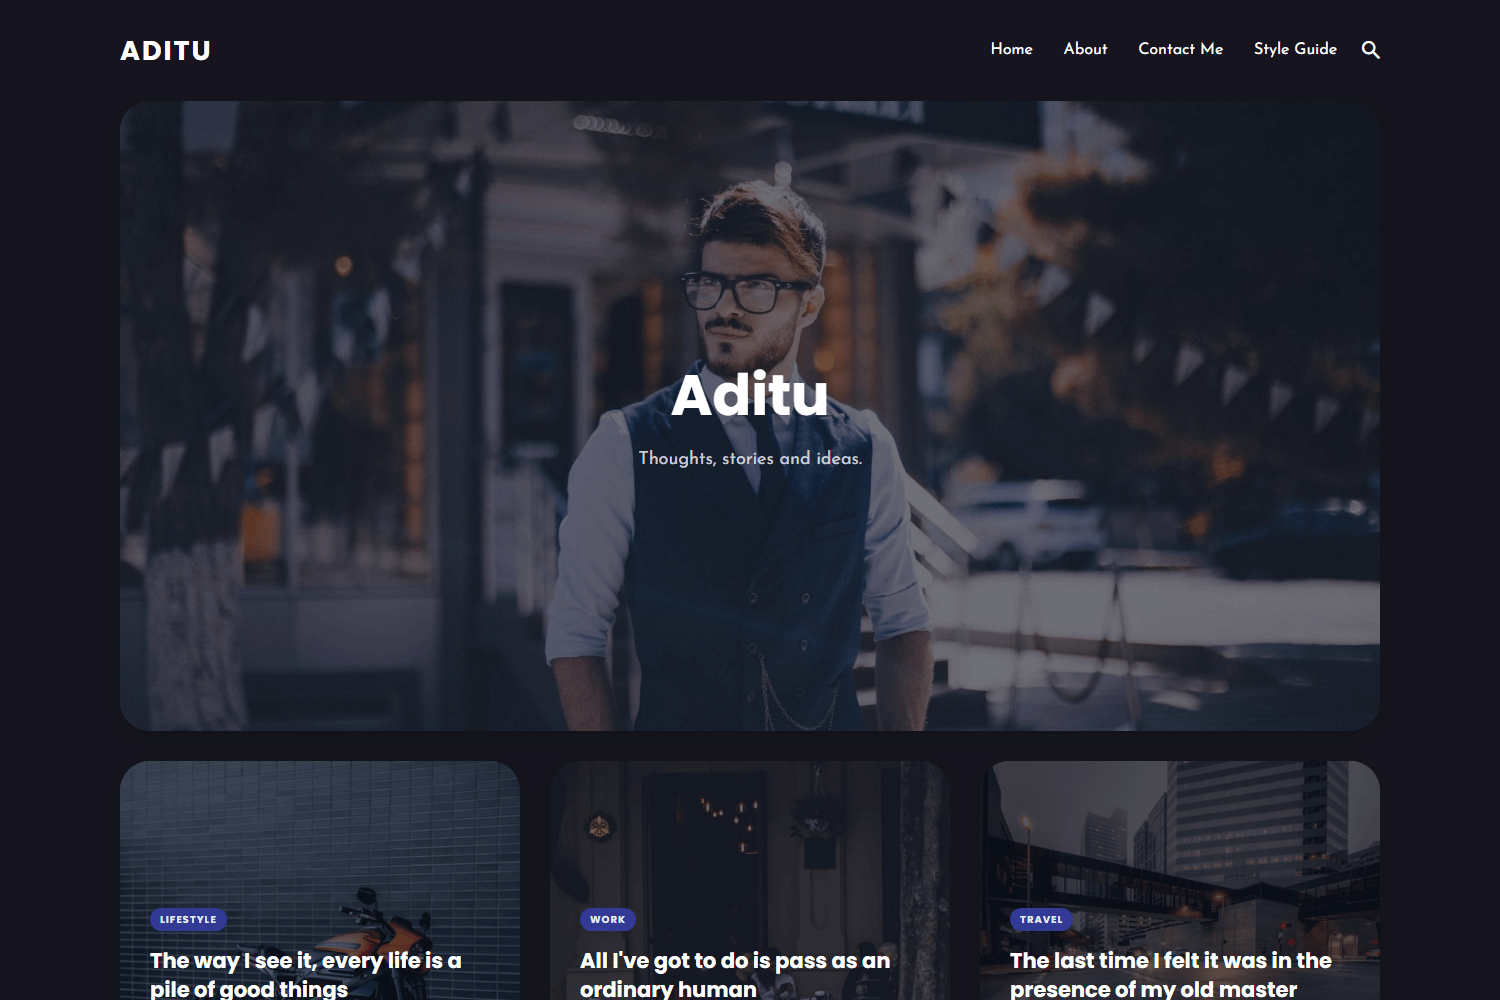 ADITU
Home About Contact Me Style Guide
Aditu
Thoughts, stories and ideas.
LIFESTYLE
The way I see it, every life is a
pile of good things
WORK
All I've got to do is pass as an
ordinary human
TRAVEL
The last time I felt it was in the
presence of my old master